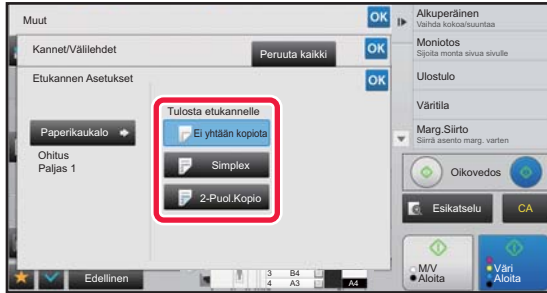 Muut
OK
Kannet/Välilehdet
Peruuta kaikki
OK
Etukannen Asetukset
OK
Tulosta etukannelle
Paperikaukalo
Ei yhtään kopiota
Ohitus
Paljas 1
Simplex
2-Puol.Kopio
Edellinen
3 B4
4 A3
A4
Alkuperäinen
Vaihda kokoa/suuntaa
Moniotos
Sijoita monta sivua sivulle
Ulostulo
Väritila
Marg.Siirto
Siirrä asento marg. varten
Oikovedos
Esikatselu
CA
M/V
Aloita
Väri
Aloita